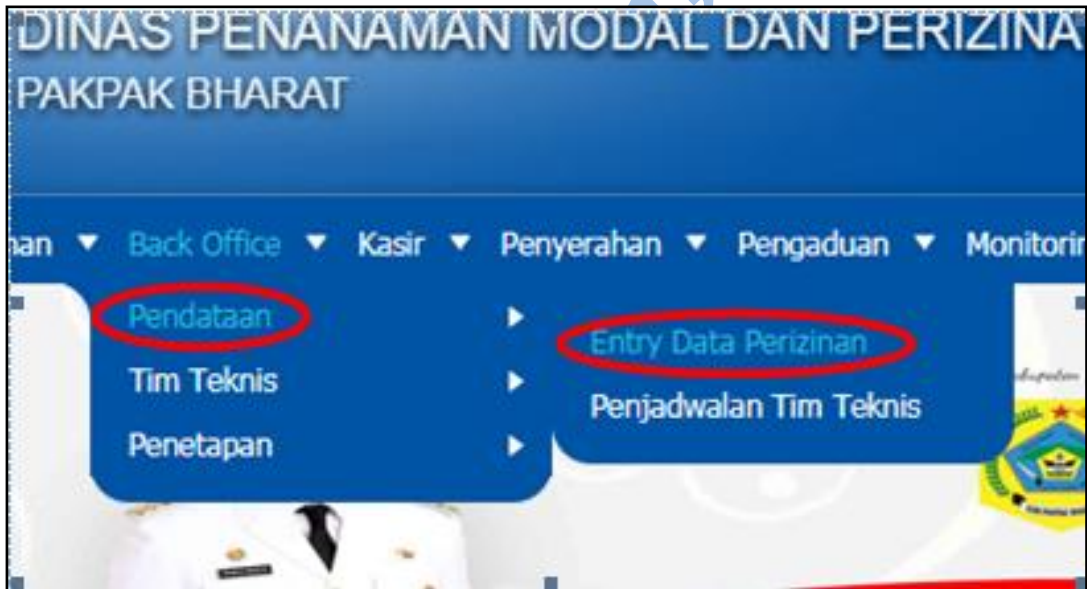 DINAS PENANAMAN MODAL DAN PERIZINA
PAKPAK BHARAT
nan Back Office Kasir Penyerahan Pengaduan Monitorin
Pendataan
Tim Teknis
Penetapan
Entry Data Perizinan
Penjadwalan Tim Teknis